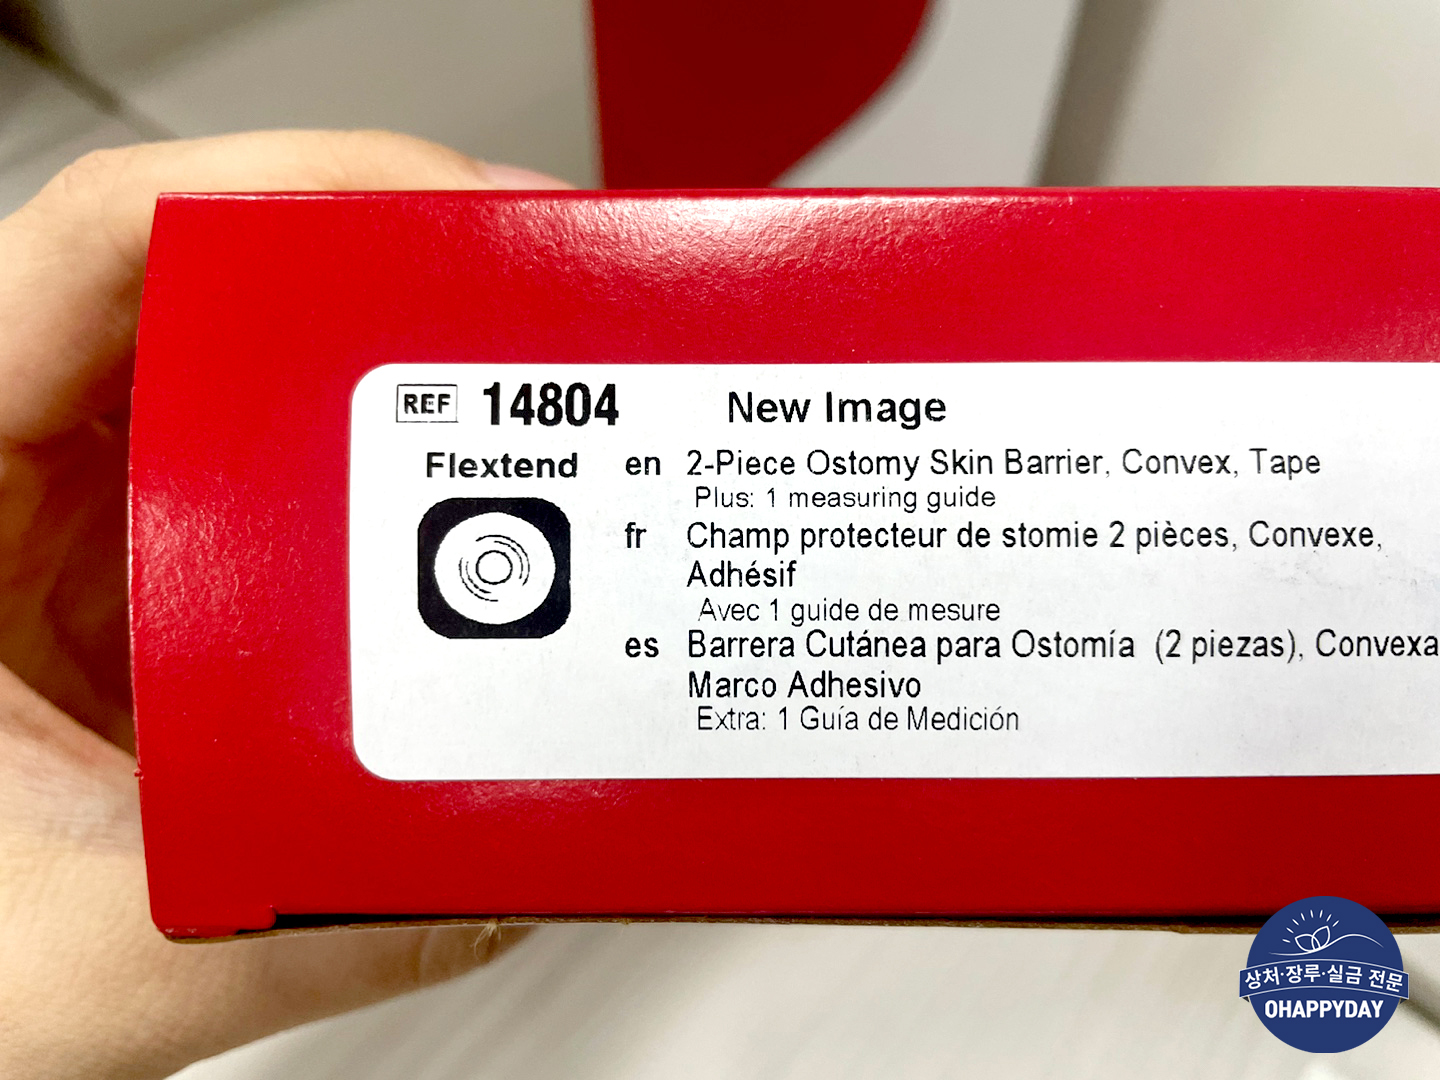 REF 14804 New Image
Flextend
en 2-Piece Ostomy Skin Barrier, Convex, Tape
Plus: 1 measuring guide
fr Champ protecteur de stomie 2 pièces, Convexe,
Adhésif
Avec 1 guide de mesure
es Barrera Cutánea para Ostomía (2 piezas), Convexa
Marco Adhesivo
Extra: 1 Guía de Medición
상처·장루·실금 전문
OHAPPYDAY